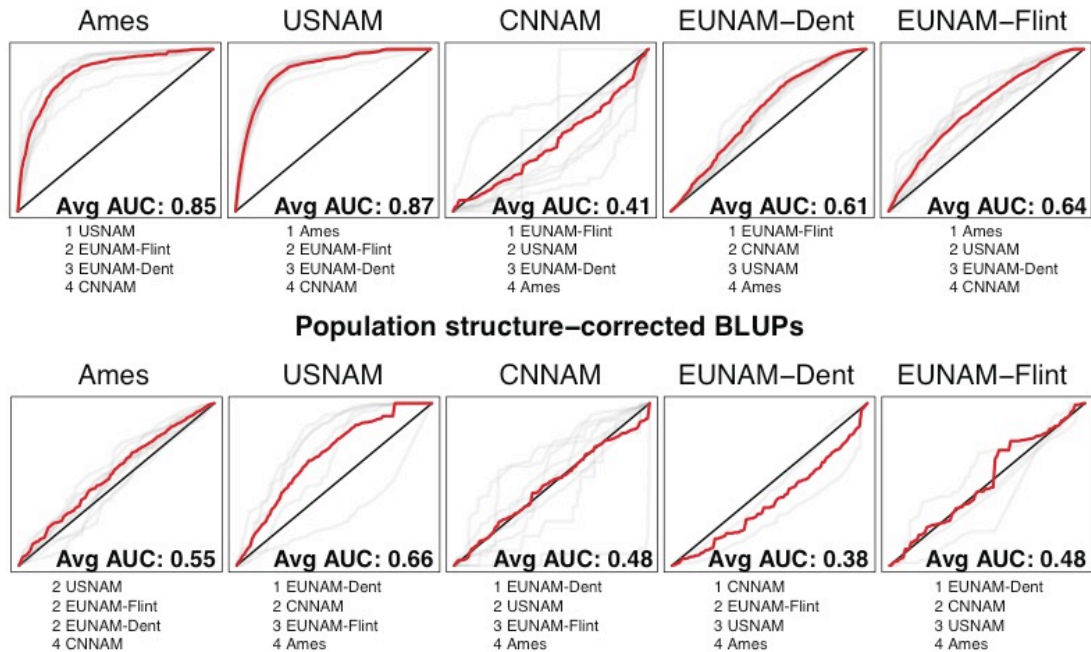 Ames USNAM CNNAM EUNAM−Dent EUNAM−Flint
Avg AUC: 0.85 Avg AUC: 0.87 Avg AUC: 0.41 Avg AUC: 0.61 Avg AUC: 0.64
1 USNAM 1 Ames 1 EUNAM-Flint 1 EUNAM-Flint 1 Ames
2 EUNAM-Flint 2 EUNAM-Flint 2 USNAM 2 CNNAM 2 USNAM
3 EUNAM-Dent 3 EUNAM-Dent 3 EUNAM-Dent 3 USNAM 3 EUNAM-Dent
4 CNNAM 4 CNNAM 4 Ames 4 Ames 4 CNNAM
Population structure−corrected BLUPs
Ames USNAM CNNAM EUNAM−Dent EUNAM−Flint
Avg AUC: 0.55 Avg AUC: 0.66 Avg AUC: 0.48 Avg AUC: 0.38 Avg AUC: 0.48
2 USNAM 1 EUNAM-Dent 1 EUNAM-Dent 1 CNNAM 1 EUNAM-Dent
2 EUNAM-Flint 2 CNNAM 2 USNAM 2 EUNAM-Flint 2 CNNAM
2 EUNAM-Dent 3 EUNAM-Flint 3 EUNAM-Flint 3 USNAM 3 USNAM
4 CNNAM 4 Ames 4 Ames 4 Ames 4 Ames